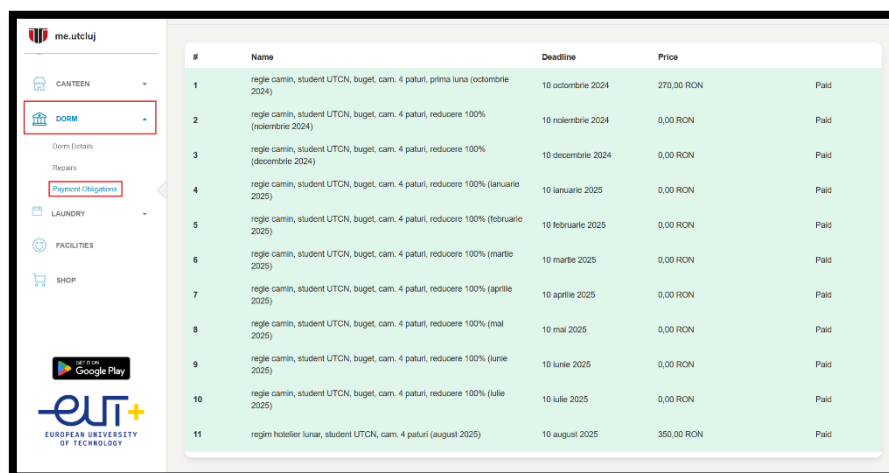 me.utcluj
CANTEEN
DORM
Dorm Details
Repairs
Payment Obligations
LAUNDRY
FACILITIES
SHOP
GET IT ON
Google Play
eut+
EUROPEAN UNIVERSITY
OF TECHNOLOGY
# Name Deadline Price
1 regie camin, student UTCN, buget, cam. 4 paturi, prima luna (octombrie 10 octombrie 2024 270,00 RON Paid
2024)
2 regie camin, student UTCN, buget, cam. 4 paturi, reducere 100% 10 noiembrie 2024 0,00 RON Paid
(noiembrie 2024)
3 regie camin, student UTCN, buget, cam. 4 paturi, reducere 100% 10 decembrie 2024 0,00 RON Paid
(decembrie 2024)
4 regie camin, student UTCN, buget, cam. 4 paturi, reducere 100% (ianuarie 10 ianuarie 2025 0,00 RON Paid
2025)
5 regie camin, student UTCN, buget, cam. 4 paturi, reducere 100% (februarie 10 februarie 2025 0,00 RON Paid
2025)
6 regie camin, student UTCN, buget, cam. 4 paturi, reducere 100% (martie 10 martie 2025 0,00 RON Paid
2025)
7 regie camin, student UTCN, buget, cam. 4 paturi, reducere 100% (aprilie 10 aprilie 2025 0,00 RON Paid
2025)
8 regie camin, student UTCN, buget, cam. 4 paturi, reducere 100% (mai 10 mai 2025 0,00 RON Paid
2025)
9 regie camin, student UTCN, buget, cam. 4 paturi, reducere 100% (iunie 10 iunie 2025 0,00 RON Paid
2025)
10 regie camin, student UTCN, buget, cam. 4 paturi, reducere 100% (iulie 10 iulie 2025 0,00 RON Paid
2025)
11 regim hotelier lunar, student UTCN, cam. 4 paturi (august 2025) 10 august 2025 350,00 RON Paid